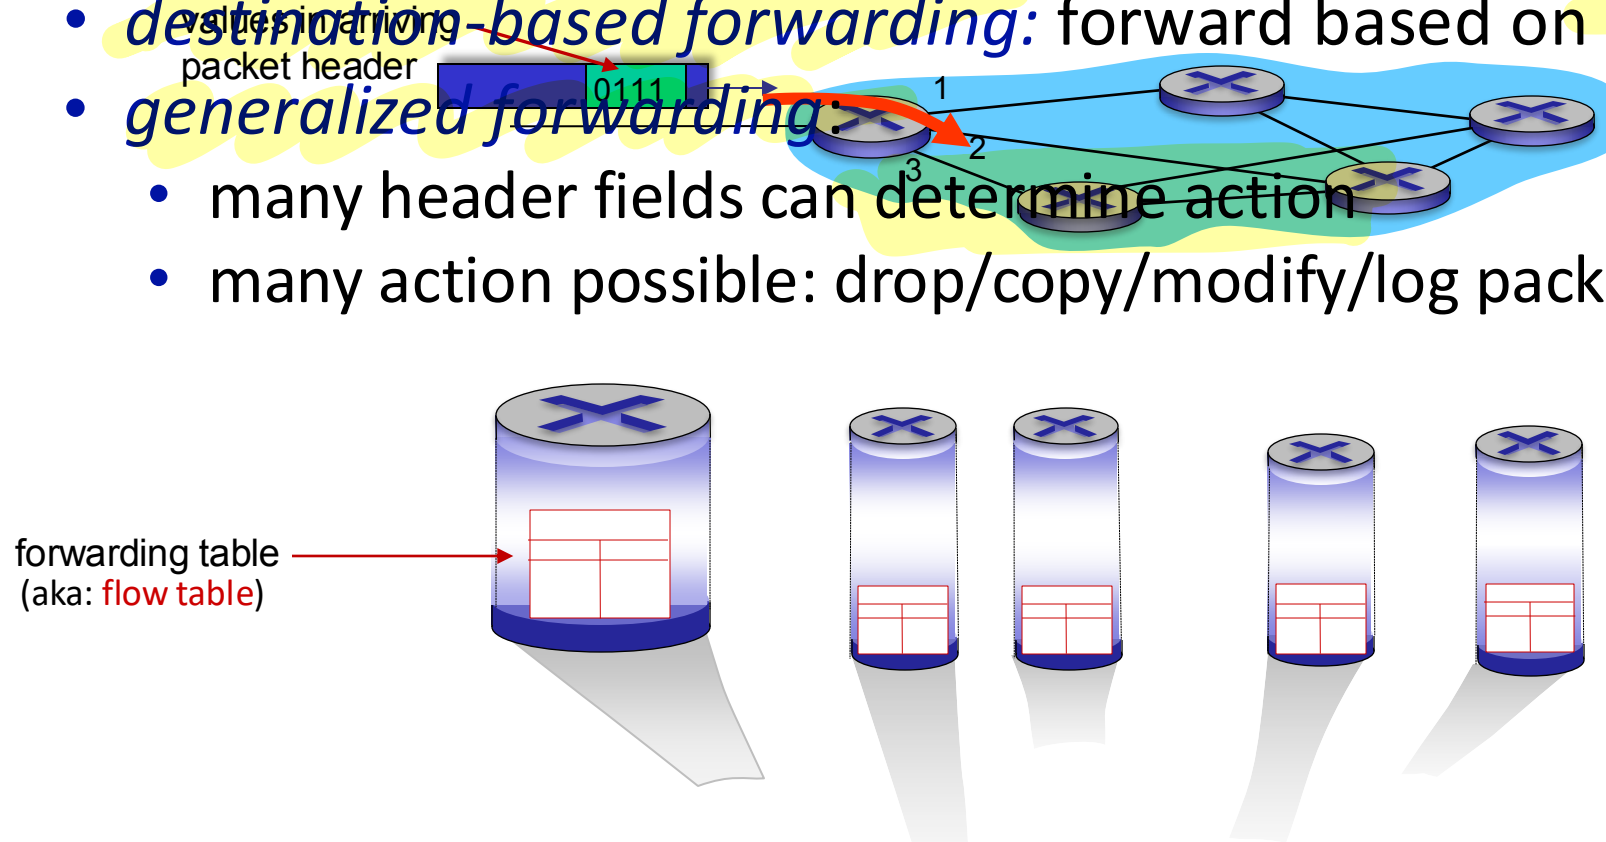 • destination-based forwarding: forward based on
values in arriving
packet header
0111
• generalized forwarding:
1
2
3
• many header fields can determine action
• many action possible: drop/copy/modify/log pack
forwarding table
(aka: flow table)